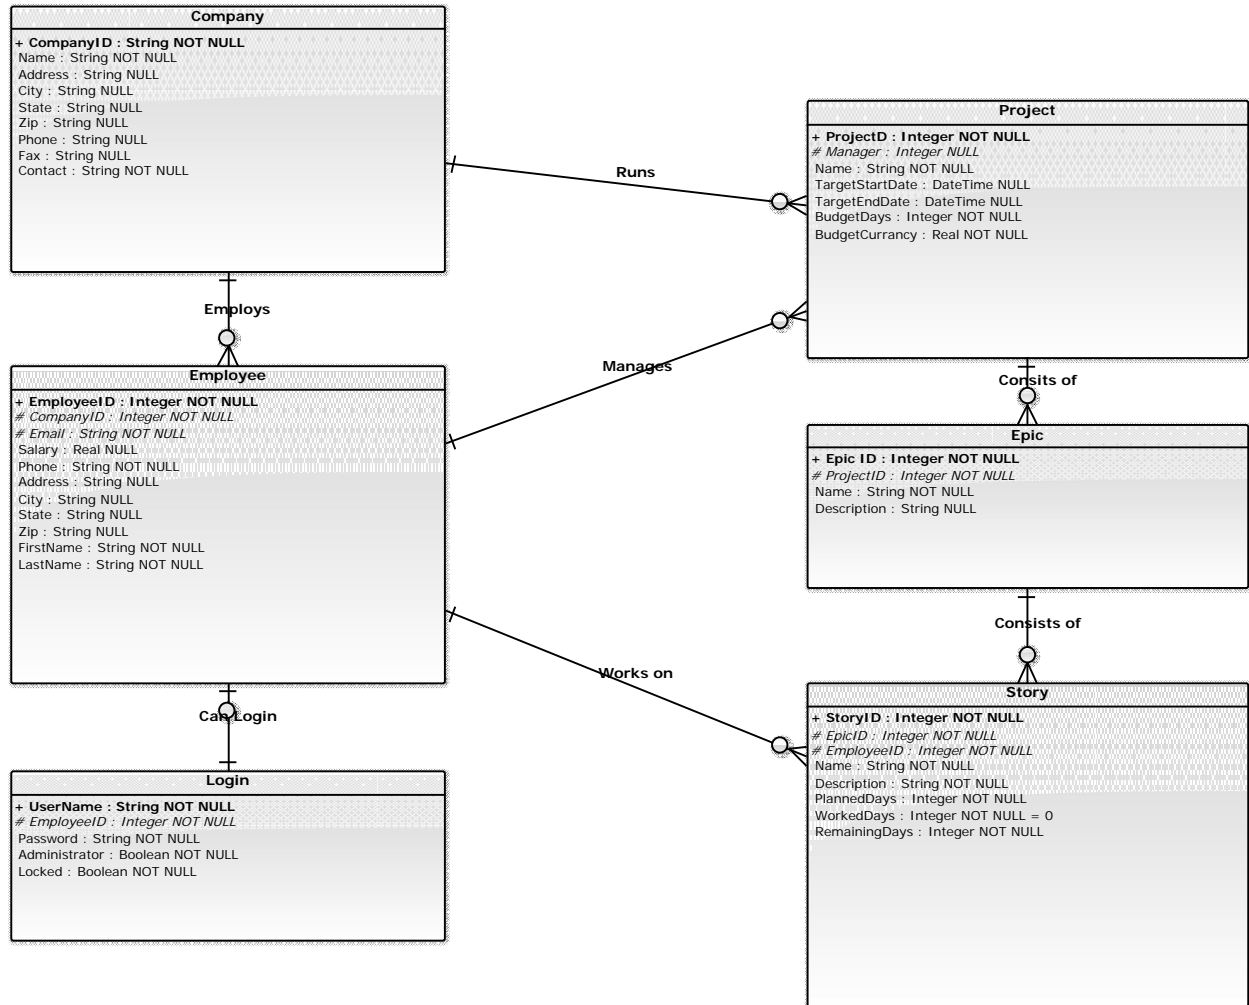 Company
+ CompanyID : String NOT NULL
Name : String NOT NULL
Address : String NULL
City : String NULL
State : String NULL
Zip : String NULL
Phone : String NULL
Fax : String NULL
Contact : String NOT NULL
Runs
Project
+ ProjectD : Integer NOT NULL
# Manager : Integer NULL
Name : String NOT NULL
TargetStartDate : DateTime NULL
TargetEndDate : DateTime NULL
BudgetDays : Integer NOT NULL
BudgetCurrancy : Real NOT NULL
Employs
Manages
Consits of
Employee
+ EmployeeID : Integer NOT NULL
# CompanyID : Integer NOT NULL
# Email : String NOT NULL
Salary : Real NULL
Phone : String NOT NULL
Address : String NULL
City : String NULL
State : String NULL
Zip : String NULL
FirstName : String NOT NULL
LastName : String NOT NULL
Epic
+ Epic ID : Integer NOT NULL
# ProjectID : Integer NOT NULL
Name : String NOT NULL
Description : String NULL
Consists of
Works on
Can Login
Story
+ StoryID : Integer NOT NULL
# EpicID : Integer NOT NULL
# EmployeeID : Integer NOT NULL
Name : String NOT NULL
Description : String NOT NULL
PlannedDays : Integer NOT NULL
WorkedDays : Integer NOT NULL = 0
RemainingDays : Integer NOT NULL
Login
+ UserName : String NOT NULL
# EmployeeID : Integer NOT NULL
Password : String NOT NULL
Administrator : Boolean NOT NULL
Locked : Boolean NOT NULL